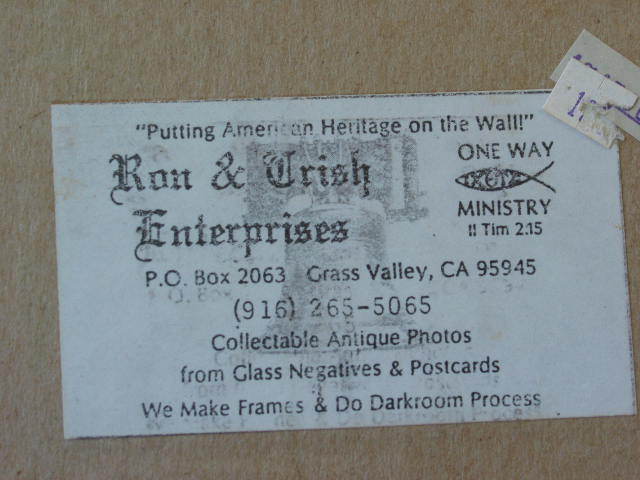 "Putting American Heritage on the Wall!"
Ron & Trish
Enterprises
ONE WAY
MINISTRY
II Tim 2:15
P.O. Box 2063 Grass Valley, CA 95945
(916) 265-5065
Collectable Antique Photos
from Glass Negatives & Postcards
We Make Frames & Do Darkroom Process